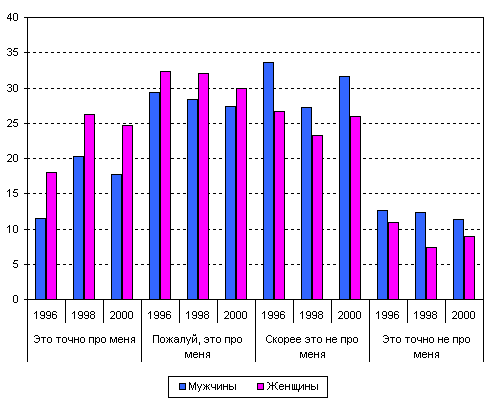 40
35
30
25
20
15
10
5
0
1996 1998 2000 1996 1998 2000 1996 1998 2000 1996 1998 2000
Это точно про меня Пожалуй, это про Скорее это не про Это точно не про
меня меня меня
Мужчины Женщины